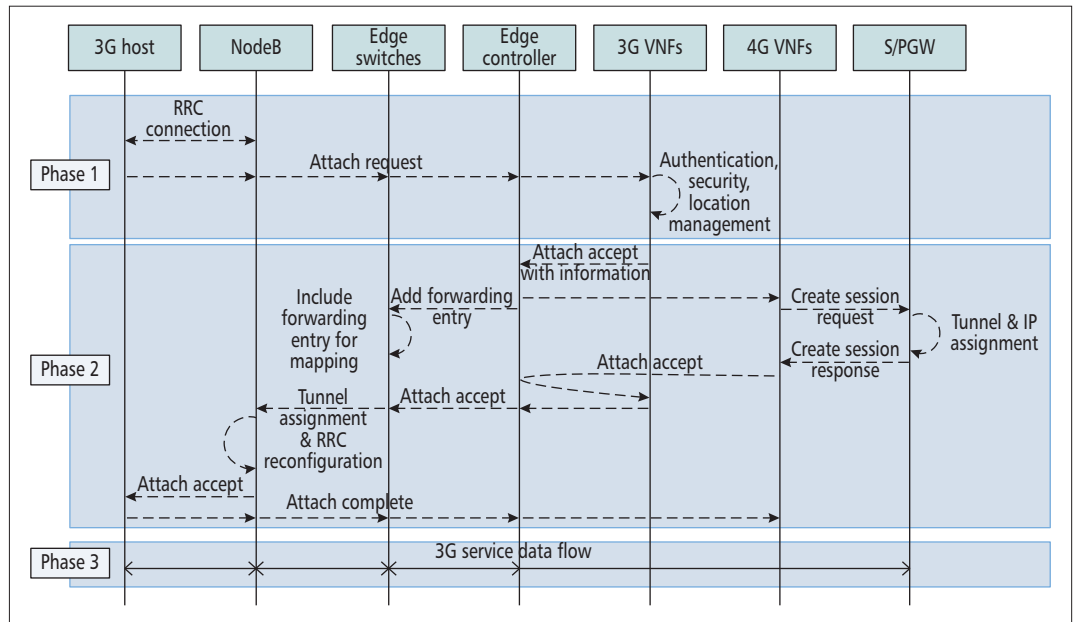 3G host
NodeB
Edge
switches
Edge
controller
3G VNFs
4G VNFs
S/PGW
Phase 1
RRC
connection
Attach request
Authentication,
security,
location
management
Phase 2
Attach accept
with information
Include
forwarding
entry for
mapping
Add forwarding
entry
Create session
request
Tunnel & IP
assignment
Create session
response
Attach accept
Tunnel
assignment
& RRC
reconfiguration
Attach accept
Attach accept
Attach complete
Phase 3
3G service data flow